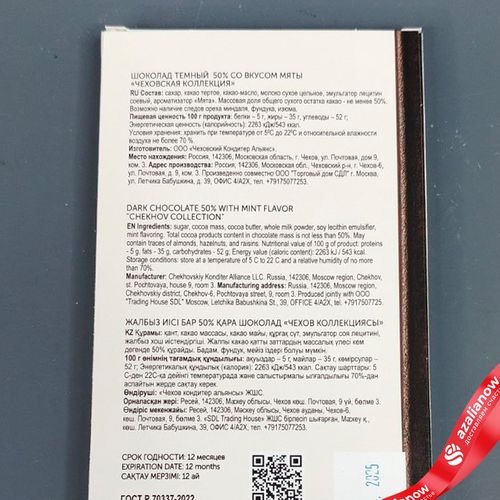 ШОКОЛАД ТЕМНЫЙ 50% СО ВКУСОМ МЯТЫ
«ЧЕХОВСКАЯ КОЛЛЕКЦИЯ»
RU Состав: сахар, какао тертое, какао-масло, молоко сухое цельное, эмульгатор лецитин
соевый, ароматизатор «Мята». Массовая доля общего сухого остатка какао - не менее 50%.
Возможно наличие следов ореха миндаля, фундука, изюма.
Пищевая ценность 100 г продукта: белки – 5 г, жиры – 35 г, углеводы – 52 г;
Энергетическая ценность (калорийность): 2263 кДж/543 ккал.
Условия хранения: хранить при температуре от 5⁰С до 22⁰С и относительной влажности
воздуха не более 70 %.
Изготовитель: ООО «Чеховский Кондитер Альянс».
Место нахождения: Россия, 142306, Московская область, г. Чехов, ул. Почтовая, дом 9,
ком. 3. Адрес производства: Россия, 142306, Московская обл., Чеховский р-н, г. Чехов-6,
ул. Почтовая, д. 9, ком. 3. Произведено совместно ООО "Торговый дом СДЛ" г. Москва,
ул. Летчика Бабушкина, д. 39, ОФИС 4/А2Х, тел. +79175077253.
DARK CHOCOLATE 50% WITH MINT FLAVOR
"CHEKHOV COLLECTION"
EN Ingredients: sugar, cocoa mass, cocoa butter, whole milk powder, soy lecithin emulsifier,
mint flavoring. Total cocoa products content in chocolate mass is not less than 50%. May
contain traces of almonds, hazelnuts, and raisins. Nutritional value of 100 g of product: proteins
- 5 g, fats - 35 g, carbohydrates - 52 g; Energy value (caloric content): 2263 kJ / 543 kcal.
Storage conditions: store at a temperature of 5 C to 22 C and a relative humidity of no more
than 70%.
Manufacturer: Chekhovskiy Konditer Alliance LLC. Russia, 142306, Moscow region, Chekhov,
st. Pochtovaya, house 9, room 3. Manufacturing address: Russia, 142306, Moscow region,
Chekhovskiy district, Chekhov-6, Pochtovaya street, 9, room 3. Produced jointly with OOO
"Trading House SDL" Moscow, Letchika Babushkina St., 39, OFFICE 4/A2X, tel. +79175077253.
ЖАЛБЫЗ ИІСІ БАР 50% ҚАРА ШОКОЛАД «ЧЕХОВ КОЛЛЕКЦИЯСЫ»
KZ Құрамы: қант, какао массасы, какао майы, құрғақ сүт, эмульгатор соя лецитині,
жалбыз хош иістендіргіші. Шоколад массасындағы какао өнімдерінің жалпы үлесі кем
дегенде 50% құрайды. Бадам, фундук, мейіз іздері болуы мүмкін.
100 г өнімнің тағамдық құндылығы: ақуыздар – 5 г майлар – 35 г, көмірсулар –
52 г; Энергетикалық құндылық (калориялық): 2263 кДж/543 ккал. Сақтау шарттары: 5
С-ден 22С-қа дейінгі температурада және салыстырмалы ылғалдылығы 70%-дан
аспайтын жерде сақтау керек.
Өндіруші: «Чехов кондитер альянсы» ЖШС.
Орналасқан жері: Ресей, 142306, Мәскеу облысы, Чехов көш. Почтовая, 9 үй, бөлме 3.
Өндіріс мекенжайы: Ресей, 142306, Мәскеу облысы, Чехов ауданы, Чехов-6,
көш. Почтовая, 9, бөлме 3. «SDL Trading House» ЖШС бірлесіп шығарған, Мәскеу қ.,
көш. Летчика Бабушкина, 39, ОФИС 4/А2Х, тел.
СРОК ГОДНОСТИ: 12 месяцев
EXPIRATION DATE: 12 months
САҚТАУ МЕРЗІМІ: 12 ай
ГОСТ Р 70337-2022
2025
azalianow
доставляем счастье